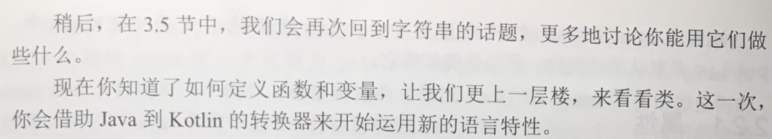 稍后，在 3.5 节中，我们会再次回到字符串的话题，更多地讨论你能用它们做
些什么。
现在你知道了如何定义函数和变量，让我们更上一层楼，来看看类。这一次，
你会借助 Java 到 Kotlin 的转换器来开始运用新的语言特性。